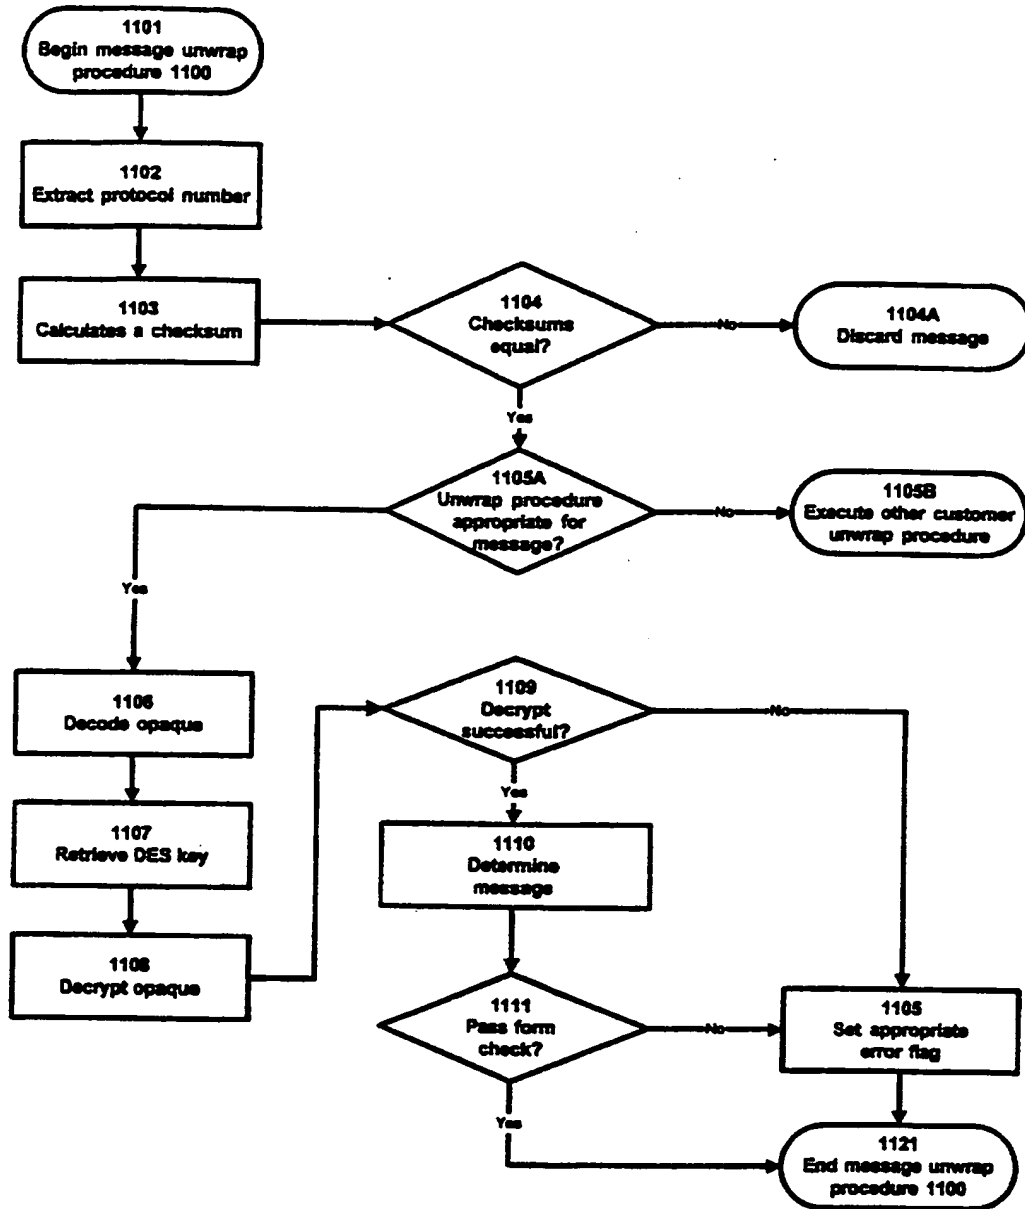 1101
Begin message unwrap
procedure 1100
1102
Extract protocol number
1103
Calculates a checksum
1104
Checksums
equal?
No
1104A
Discard message
Yes
1105A
Unwrap procedure
appropriate for
message?
No
1105B
Execute other customer
unwrap procedure
Yes
1106
Decode opaque
1107
Retrieve DES key
1108
Decrypt opaque
1109
Decrypt
successful?
No
Yes
1110
Determine
message
1111
Pass form
check?
No
1105
Set appropriate
error flag
Yes
1121
End message unwrap
procedure 1100